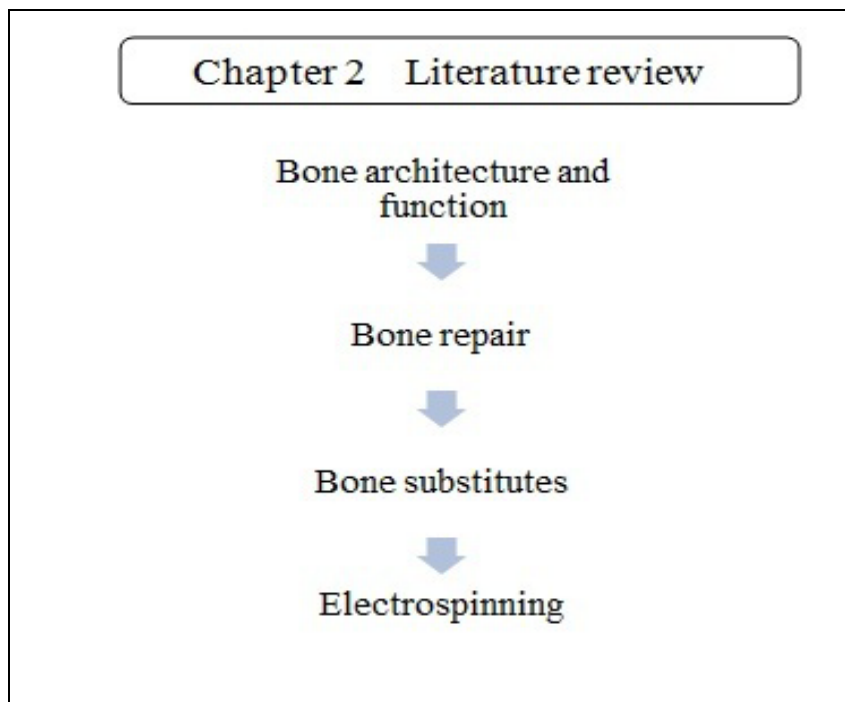 Chapter 2 Literature review
Bone architecture and
function
Bone repair
Bone substitutes
Electrospinning